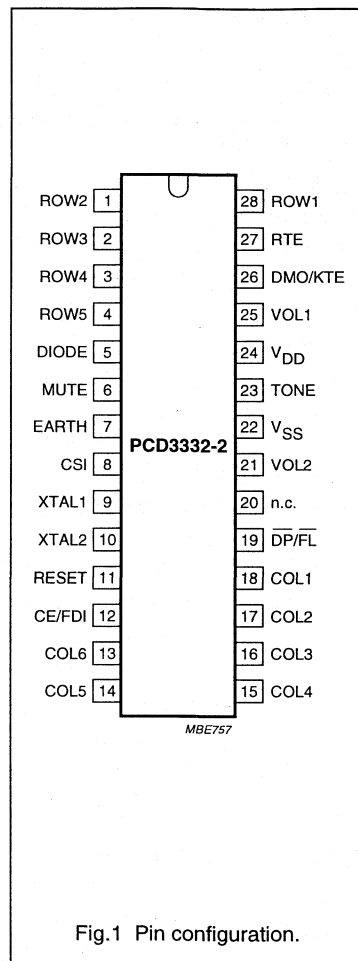 ROW2 1 28 ROW1
ROW3 2 27 RTE
ROW4 3 26 DMO/KTE
ROW5 4 25 VOL1
DIODE 5 24 VDD
MUTE 6 23 TONE
EARTH 7 22 VSS
PCD3332-2
CSI 8 21 VOL2
XTAL1 9 20 n.c.
XTAL2 10 19 D̅P̅/F̅L̅
RESET 11 18 COL1
CE/FDI 12 17 COL2
COL6 13 16 COL3
COL5 14 15 COL4
MBE757
Fig.1 Pin configuration.